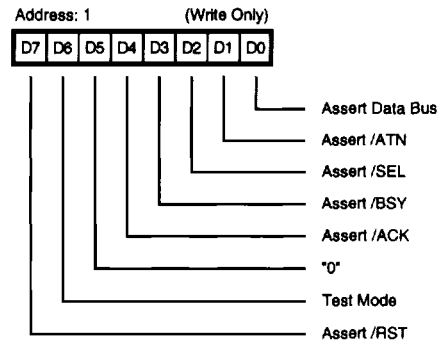 Address: 1 (Write Only)
D7 D6 D5 D4 D3 D2 D1 D0
Assert Data Bus
Assert /ATN
Assert /SEL
Assert /BSY
Assert /ACK
"0"
Test Mode
Assert /RST